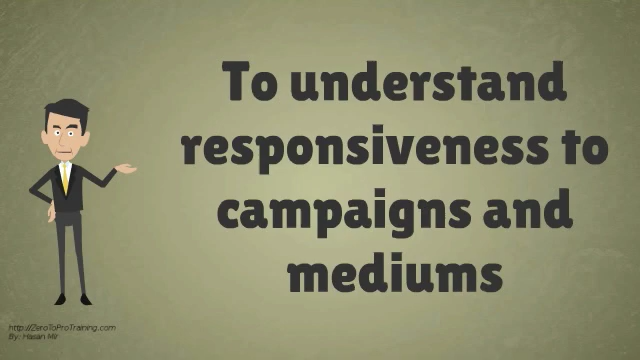 To understand
responsiveness to
campaigns and
mediums
http://ZeroToProTraining.com
By: Hasan Mir